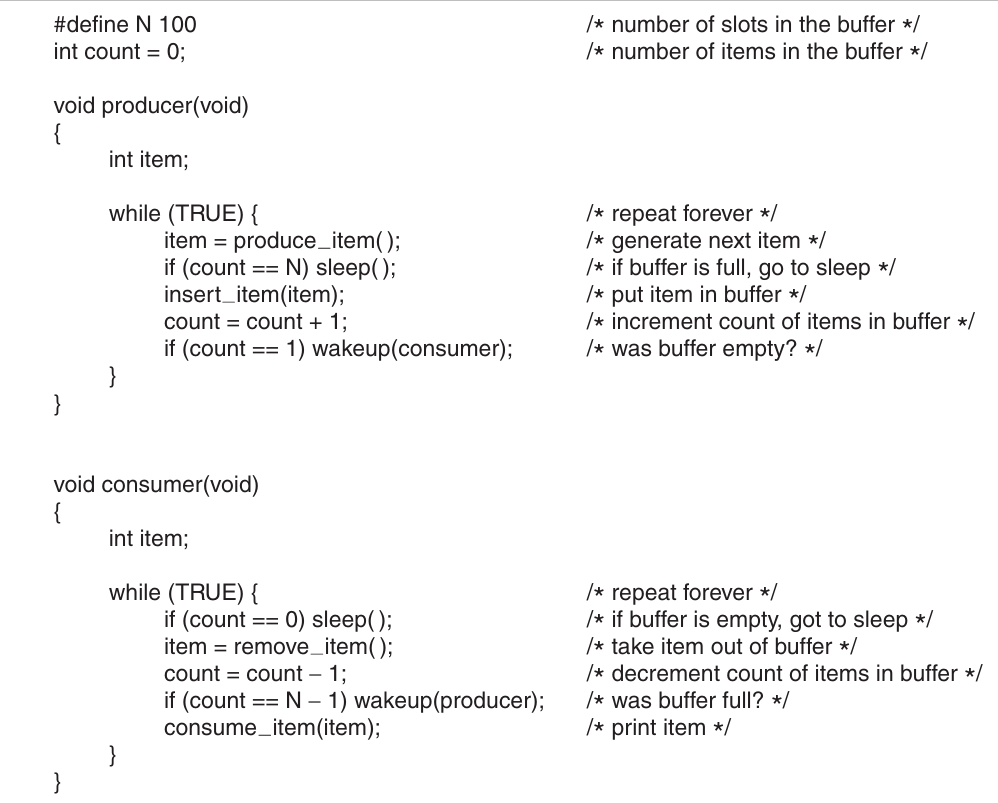 #define N 100 /* number of slots in the buffer */
int count = 0; /* number of items in the buffer */
void producer(void)
{
int item;
while (TRUE) { /* repeat forever */
item = produce_item( ); /* generate next item */
if (count == N) sleep( ); /* if buffer is full, go to sleep */
insert_item(item); /* put item in buffer */
count = count + 1; /* increment count of items in buffer */
if (count == 1) wakeup(consumer); /* was buffer empty? */
}
}
void consumer(void)
{
int item;
while (TRUE) { /* repeat forever */
if (count == 0) sleep( ); /* if buffer is empty, got to sleep */
item = remove_item( ); /* take item out of buffer */
count = count − 1; /* decrement count of items in buffer */
if (count == N − 1) wakeup(producer); /* was buffer full? */
consume_item(item); /* print item */
}
}